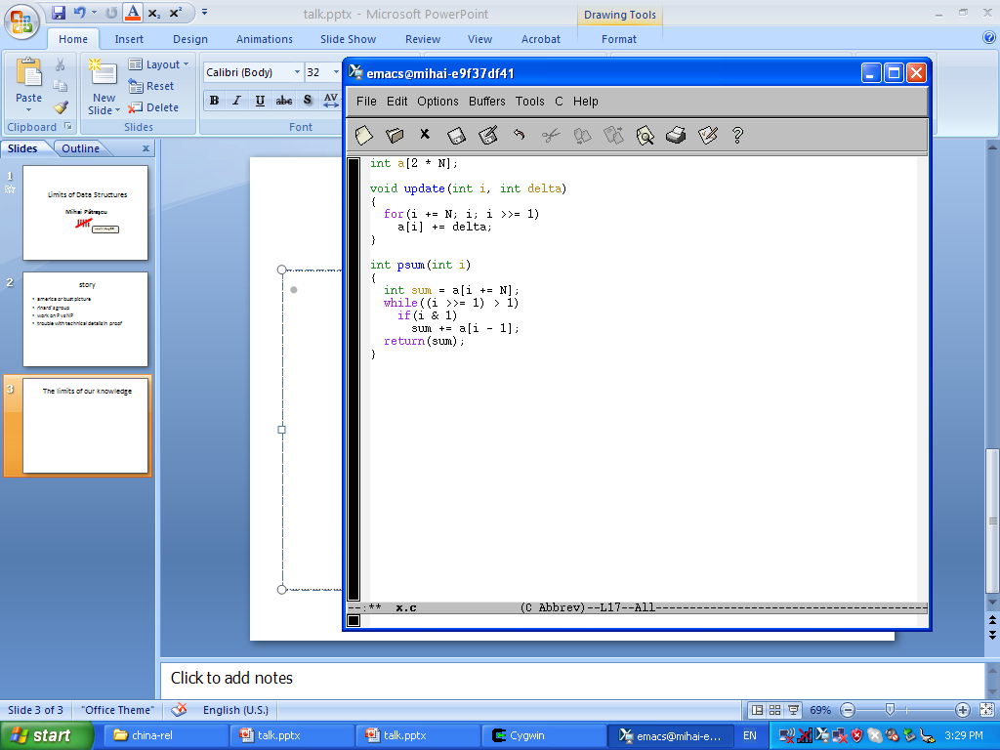 talk.pptx - Microsoft PowerPoint
Drawing Tools
Home Insert Design Animations Slide Show Review View Acrobat Format
Paste
Clipboard
New
Slide
Layout
Reset
Delete
Slides
Calibri (Body) 32
B I U abc S AV
Font
Slides Outline
1
Limits of Data Structures
Mihai Pătrașcu
2
story
america or bust picture
rinard's group
work on P vs NP
trouble with technical details in proof
3
The limits of our knowledge
emacs@mihai-e9f37df41
File Edit Options Buffers Tools C Help
int a[2 * N];
void update(int i, int delta)
{
for(i += N; i; i >>= 1)
a[i] += delta;
}
int psum(int i)
{
int sum = a[i += N];
while((i >>= 1) > 1)
if(i & 1)
sum += a[i - 1];
return(sum);
}
--:** x.c (C Abbrev)--L17--All
Click to add notes
Slide 3 of 3 "Office Theme" English (U.S.) 69%
start china-rel talk.pptx talk.pptx Cygwin emacs@mihai-e... EN 3:29 PM